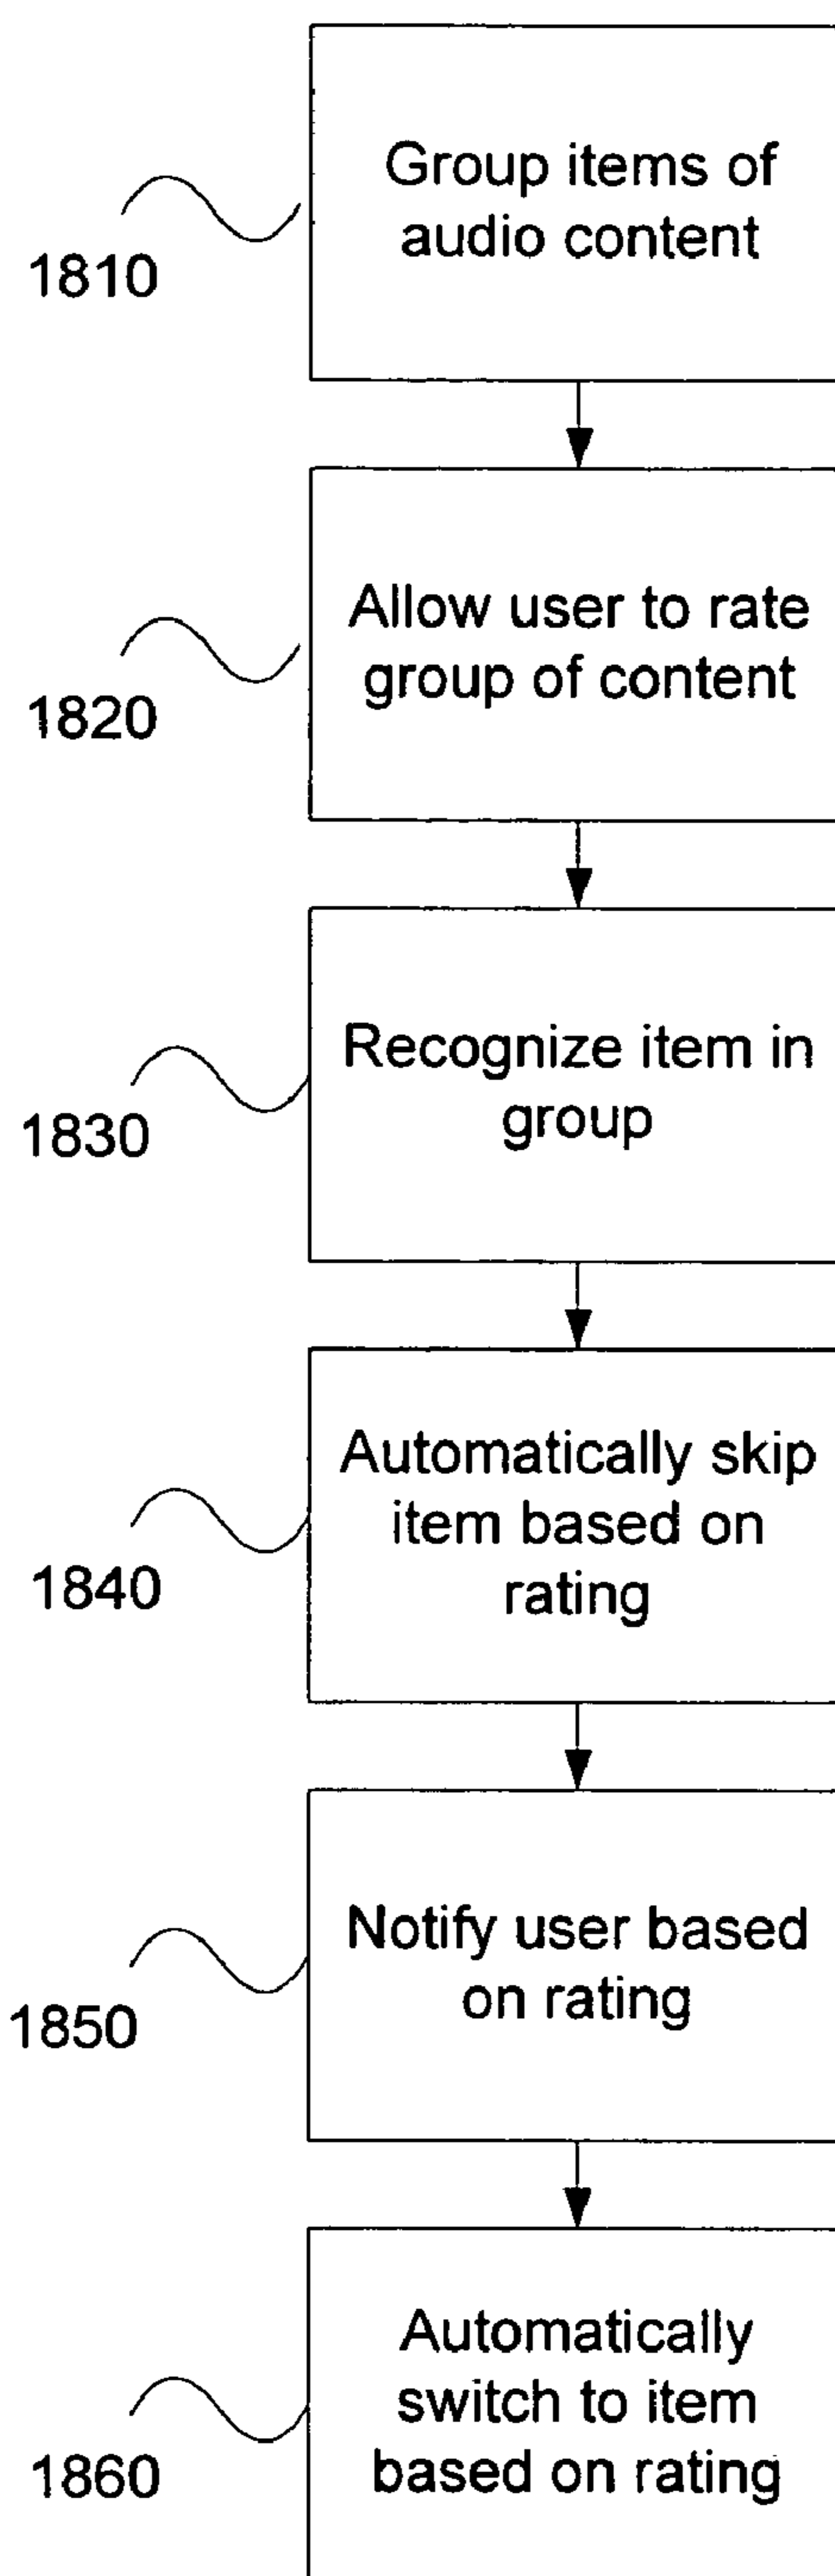 Group items of
audio content
1810
Allow user to rate
group of content
1820
Recognize item in
group
1830
Automatically skip
item based on
rating
1840
Notify user based
on rating
1850
Automatically
switch to item
based on rating
1860